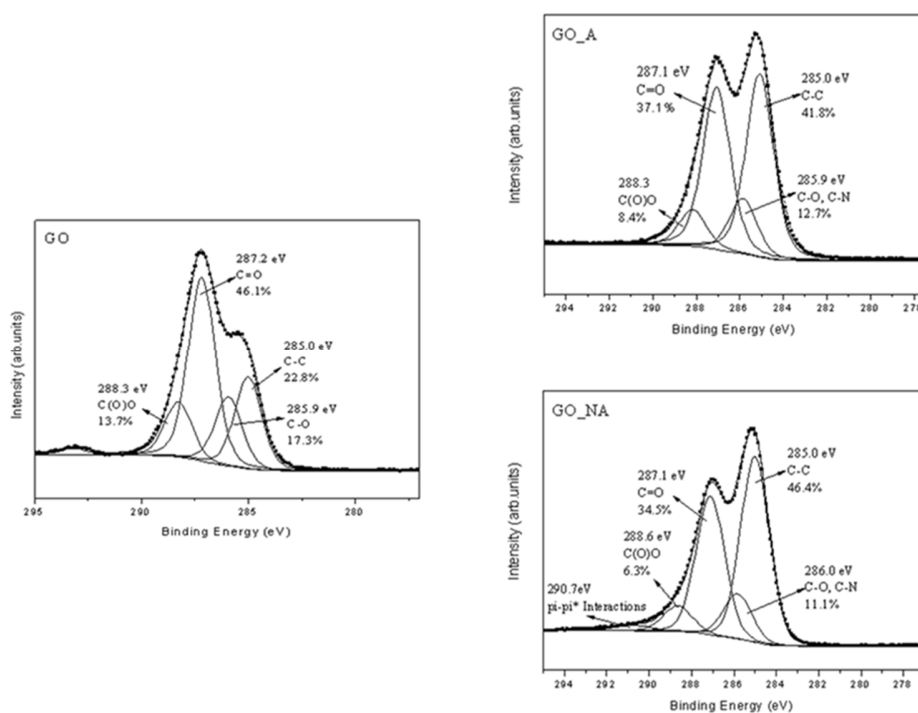 GO
287.2 eV
C=O
46.1%
285.0 eV
C-C
22.8%
288.3 eV
C(O)O
13.7%
285.9 eV
C-O
17.3%
Intensity (arb.units)
295 290 285 280
Binding Energy (eV)
GO_A
287.1 eV
C=O
37.1%
285.0 eV
C-C
41.8%
288.3
C(O)O
8.4%
285.9 eV
C-O, C-N
12.7%
Intensity (arb.units)
294 292 290 288 286 284 282 280 278
Binding Energy (eV)
GO_NA
287.1 eV
C=O
34.5%
285.0 eV
C-C
46.4%
288.6 eV
C(O)O
6.3%
286.0 eV
C-O, C-N
11.1%
290.7eV
pi-pi* Interactions
Intensity (arb.units)
294 292 290 288 286 284 282 280 278
Binding Energy (eV)